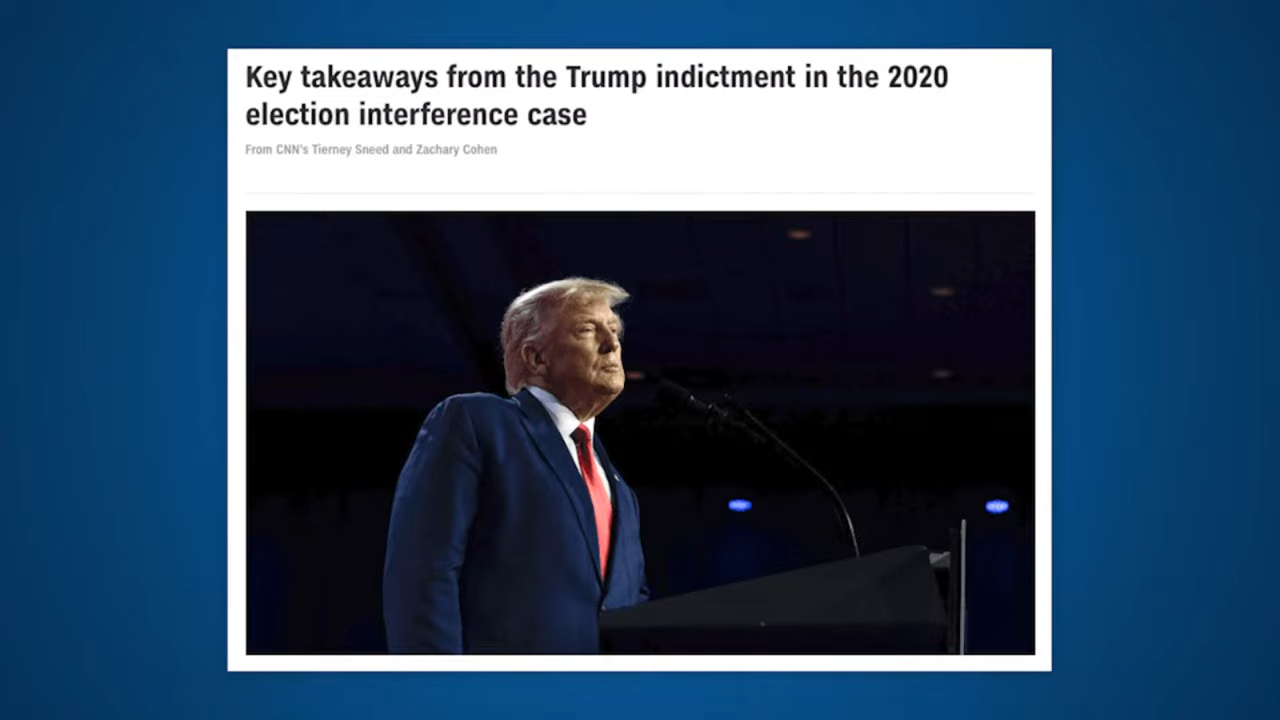 Key takeaways from the Trump indictment in the 2020
election interference case
From CNN's Tierney Sneed and Zachary Cohen